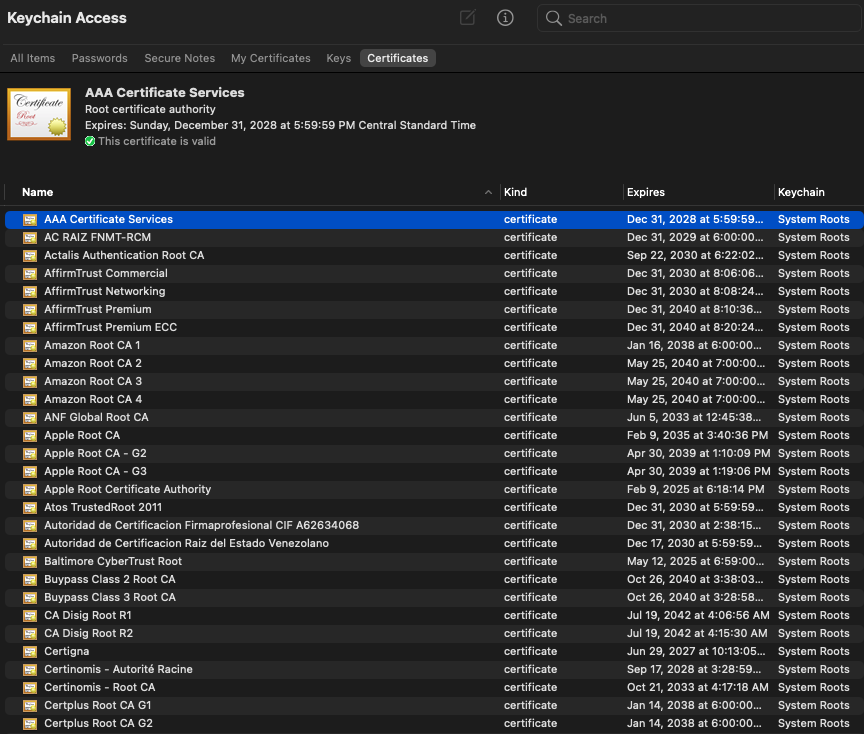 Keychain Access
Search
All Items Passwords Secure Notes My Certificates Keys Certificates
Certificate
Root
AAA Certificate Services
Root certificate authority
Expires: Sunday, December 31, 2028 at 5:59:59 PM Central Standard Time
This certificate is valid
Name Kind Expires Keychain
AAA Certificate Services certificate Dec 31, 2028 at 5:59:59... System Roots
AC RAIZ FNMT-RCM certificate Dec 31, 2029 at 6:00:00... System Roots
Actalis Authentication Root CA certificate Sep 22, 2030 at 6:22:02... System Roots
AffirmTrust Commercial certificate Dec 31, 2030 at 8:06:06... System Roots
AffirmTrust Networking certificate Dec 31, 2030 at 8:08:24... System Roots
AffirmTrust Premium certificate Dec 31, 2040 at 8:10:36... System Roots
AffirmTrust Premium ECC certificate Dec 31, 2040 at 8:20:24... System Roots
Amazon Root CA 1 certificate Jan 16, 2038 at 6:00:00... System Roots
Amazon Root CA 2 certificate May 25, 2040 at 7:00:00... System Roots
Amazon Root CA 3 certificate May 25, 2040 at 7:00:00... System Roots
Amazon Root CA 4 certificate May 25, 2040 at 7:00:00... System Roots
ANF Global Root CA certificate Jun 5, 2033 at 12:45:38... System Roots
Apple Root CA certificate Feb 9, 2035 at 3:40:36 PM System Roots
Apple Root CA - G2 certificate Apr 30, 2039 at 1:10:09 PM System Roots
Apple Root CA - G3 certificate Apr 30, 2039 at 1:19:06 PM System Roots
Apple Root Certificate Authority certificate Feb 9, 2025 at 6:18:14 PM System Roots
Atos TrustedRoot 2011 certificate Dec 31, 2030 at 5:59:59... System Roots
Autoridad de Certificacion Firmaprofesional CIF A62634068 certificate Dec 31, 2030 at 2:38:15... System Roots
Autoridad de Certificacion Raiz del Estado Venezolano certificate Dec 17, 2030 at 5:59:59... System Roots
Baltimore CyberTrust Root certificate May 12, 2025 at 6:59:00... System Roots
Buypass Class 2 Root CA certificate Oct 26, 2040 at 3:38:03... System Roots
Buypass Class 3 Root CA certificate Oct 26, 2040 at 3:28:58... System Roots
CA Disig Root R1 certificate Jul 19, 2042 at 4:06:56 AM System Roots
CA Disig Root R2 certificate Jul 19, 2042 at 4:15:30 AM System Roots
Certigna certificate Jun 29, 2027 at 10:13:05... System Roots
Certinomis - Autorité Racine certificate Sep 17, 2028 at 3:28:59... System Roots
Certinomis - Root CA certificate Oct 21, 2033 at 4:17:18 AM System Roots
Certplus Root CA G1 certificate Jan 14, 2038 at 6:00:00... System Roots
Certplus Root CA G2 certificate Jan 14, 2038 at 6:00:00... System Roots